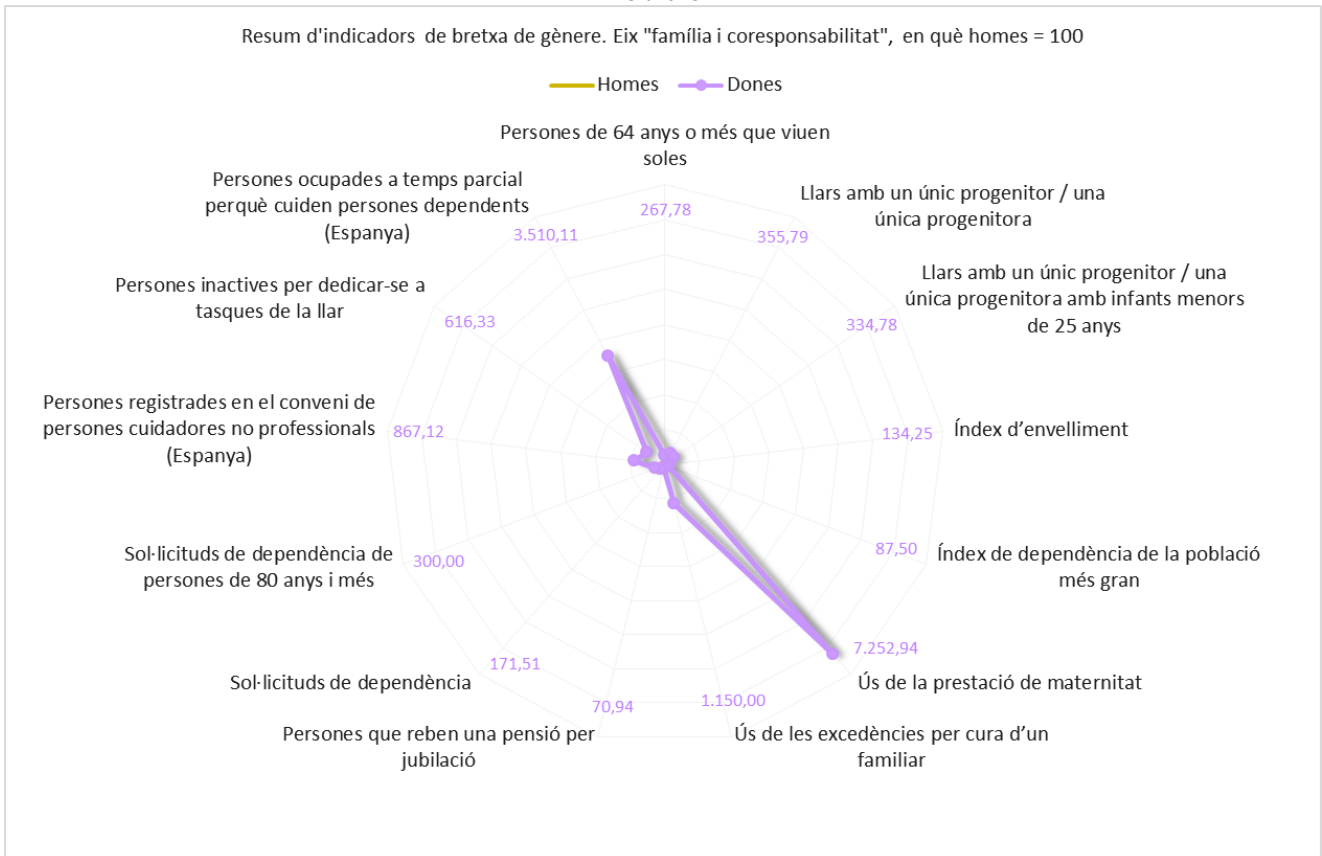 Resum d'indicadors de bretxa de gènere. Eix "família i coresponsabilitat", en què homes = 100
Homes
Dones
Persones de 64 anys o més que viuen
soles
267,78
Llars amb un únic progenitor / una
única progenitora
355,79
Llars amb un únic progenitor / una
única progenitora amb infants menors
de 25 anys
334,78
Índex d’envelliment
134,25
Índex de dependència de la població
més gran
87,50
Ús de la prestació de maternitat
7.252,94
Ús de les excedències per cura d’un
familiar
1.150,00
Persones que reben una pensió per
jubilació
70,94
Sol·licituds de dependència
171,51
Sol·licituds de dependència de
persones de 80 anys i més
300,00
Persones registrades en el conveni de
persones cuidadores no professionals
(Espanya)
867,12
Persones inactives per dedicar-se a
tasques de la llar
616,33
Persones ocupades a temps parcial
perquè cuiden persones dependents
(Espanya)
3.510,11